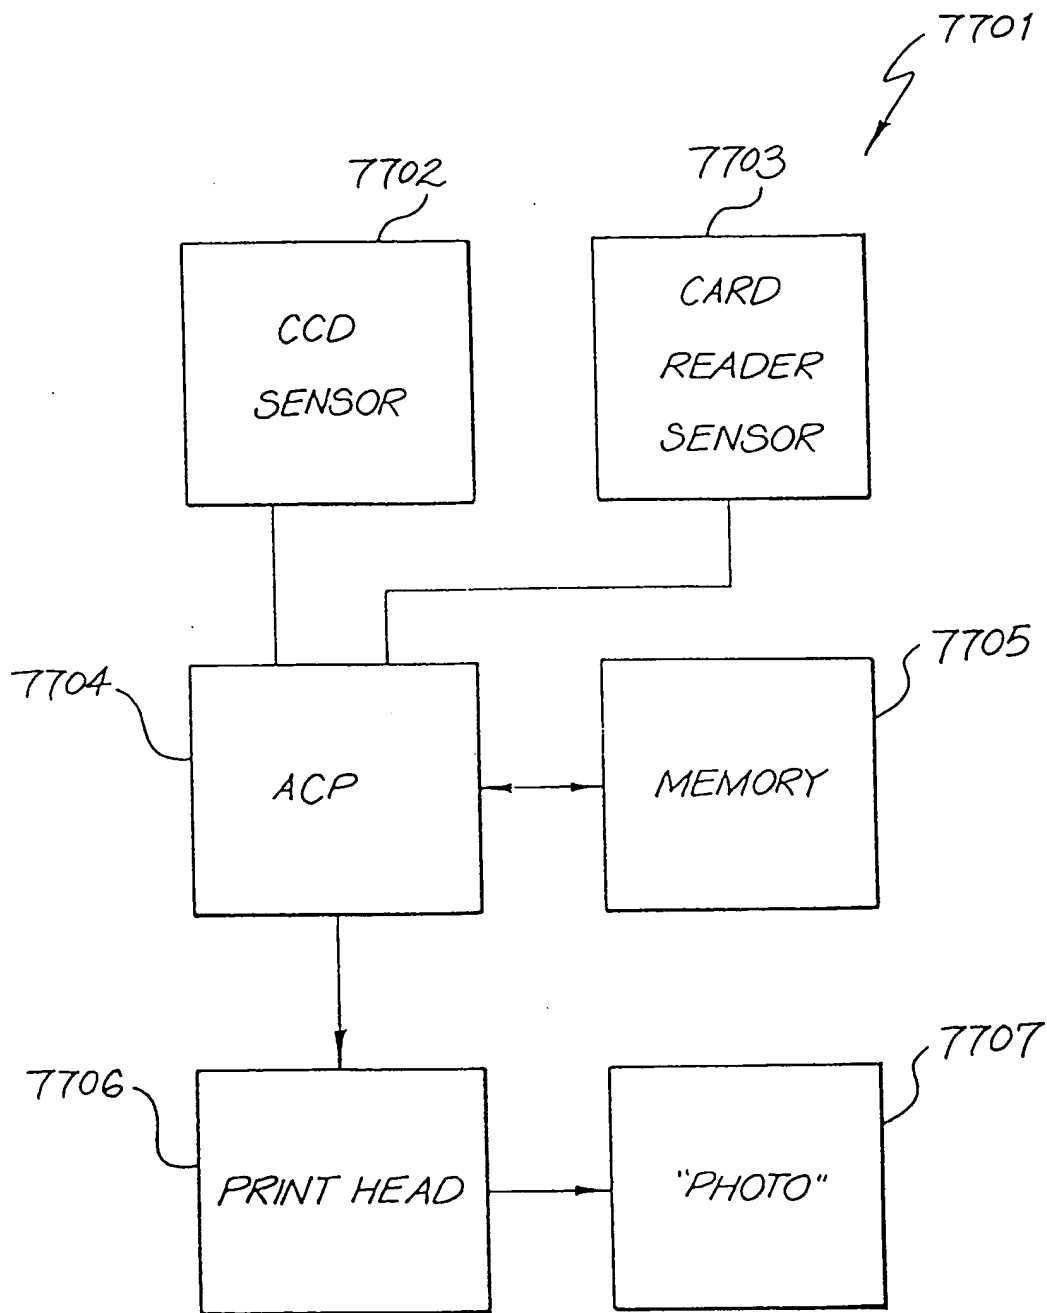 7701
7702
7703
CCD
SENSOR
CARD
READER
SENSOR
7704
7705
ACP
MEMORY
7706
7707
PRINT HEAD
"PHOTO"